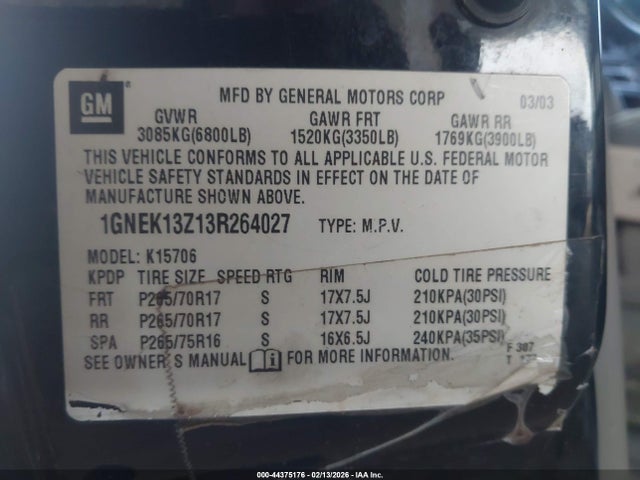 GM
MFD BY GENERAL MOTORS CORP 03/03
GVWR GAWR FRT GAWR RR
3085KG(6800LB) 1520KG(3350LB) 1769KG(3900LB)
THIS VEHICLE CONFORMS TO ALL APPLICABLE U.S. FEDERAL MOTOR
VEHICLE SAFETY STANDARDS IN EFFECT ON THE DATE OF
MANUFACTURE SHOWN ABOVE.
1GNEK13Z13R264027 TYPE: M.P.V.
MODEL: K15706
KPDP TIRE SIZE SPEED RTG RIM COLD TIRE PRESSURE
FRT P265/70R17 S 17X7.5J 210KPA(30PSI)
RR P265/70R17 S 17X7.5J 210KPA(30PSI)
SPA P265/75R16 S 16X6.5J 240KPA(35PSI)
SEE OWNER'S MANUAL FOR MORE INFORMATION.
F 307
T
000-44375176 - 02/13/2026 - IAA Inc.